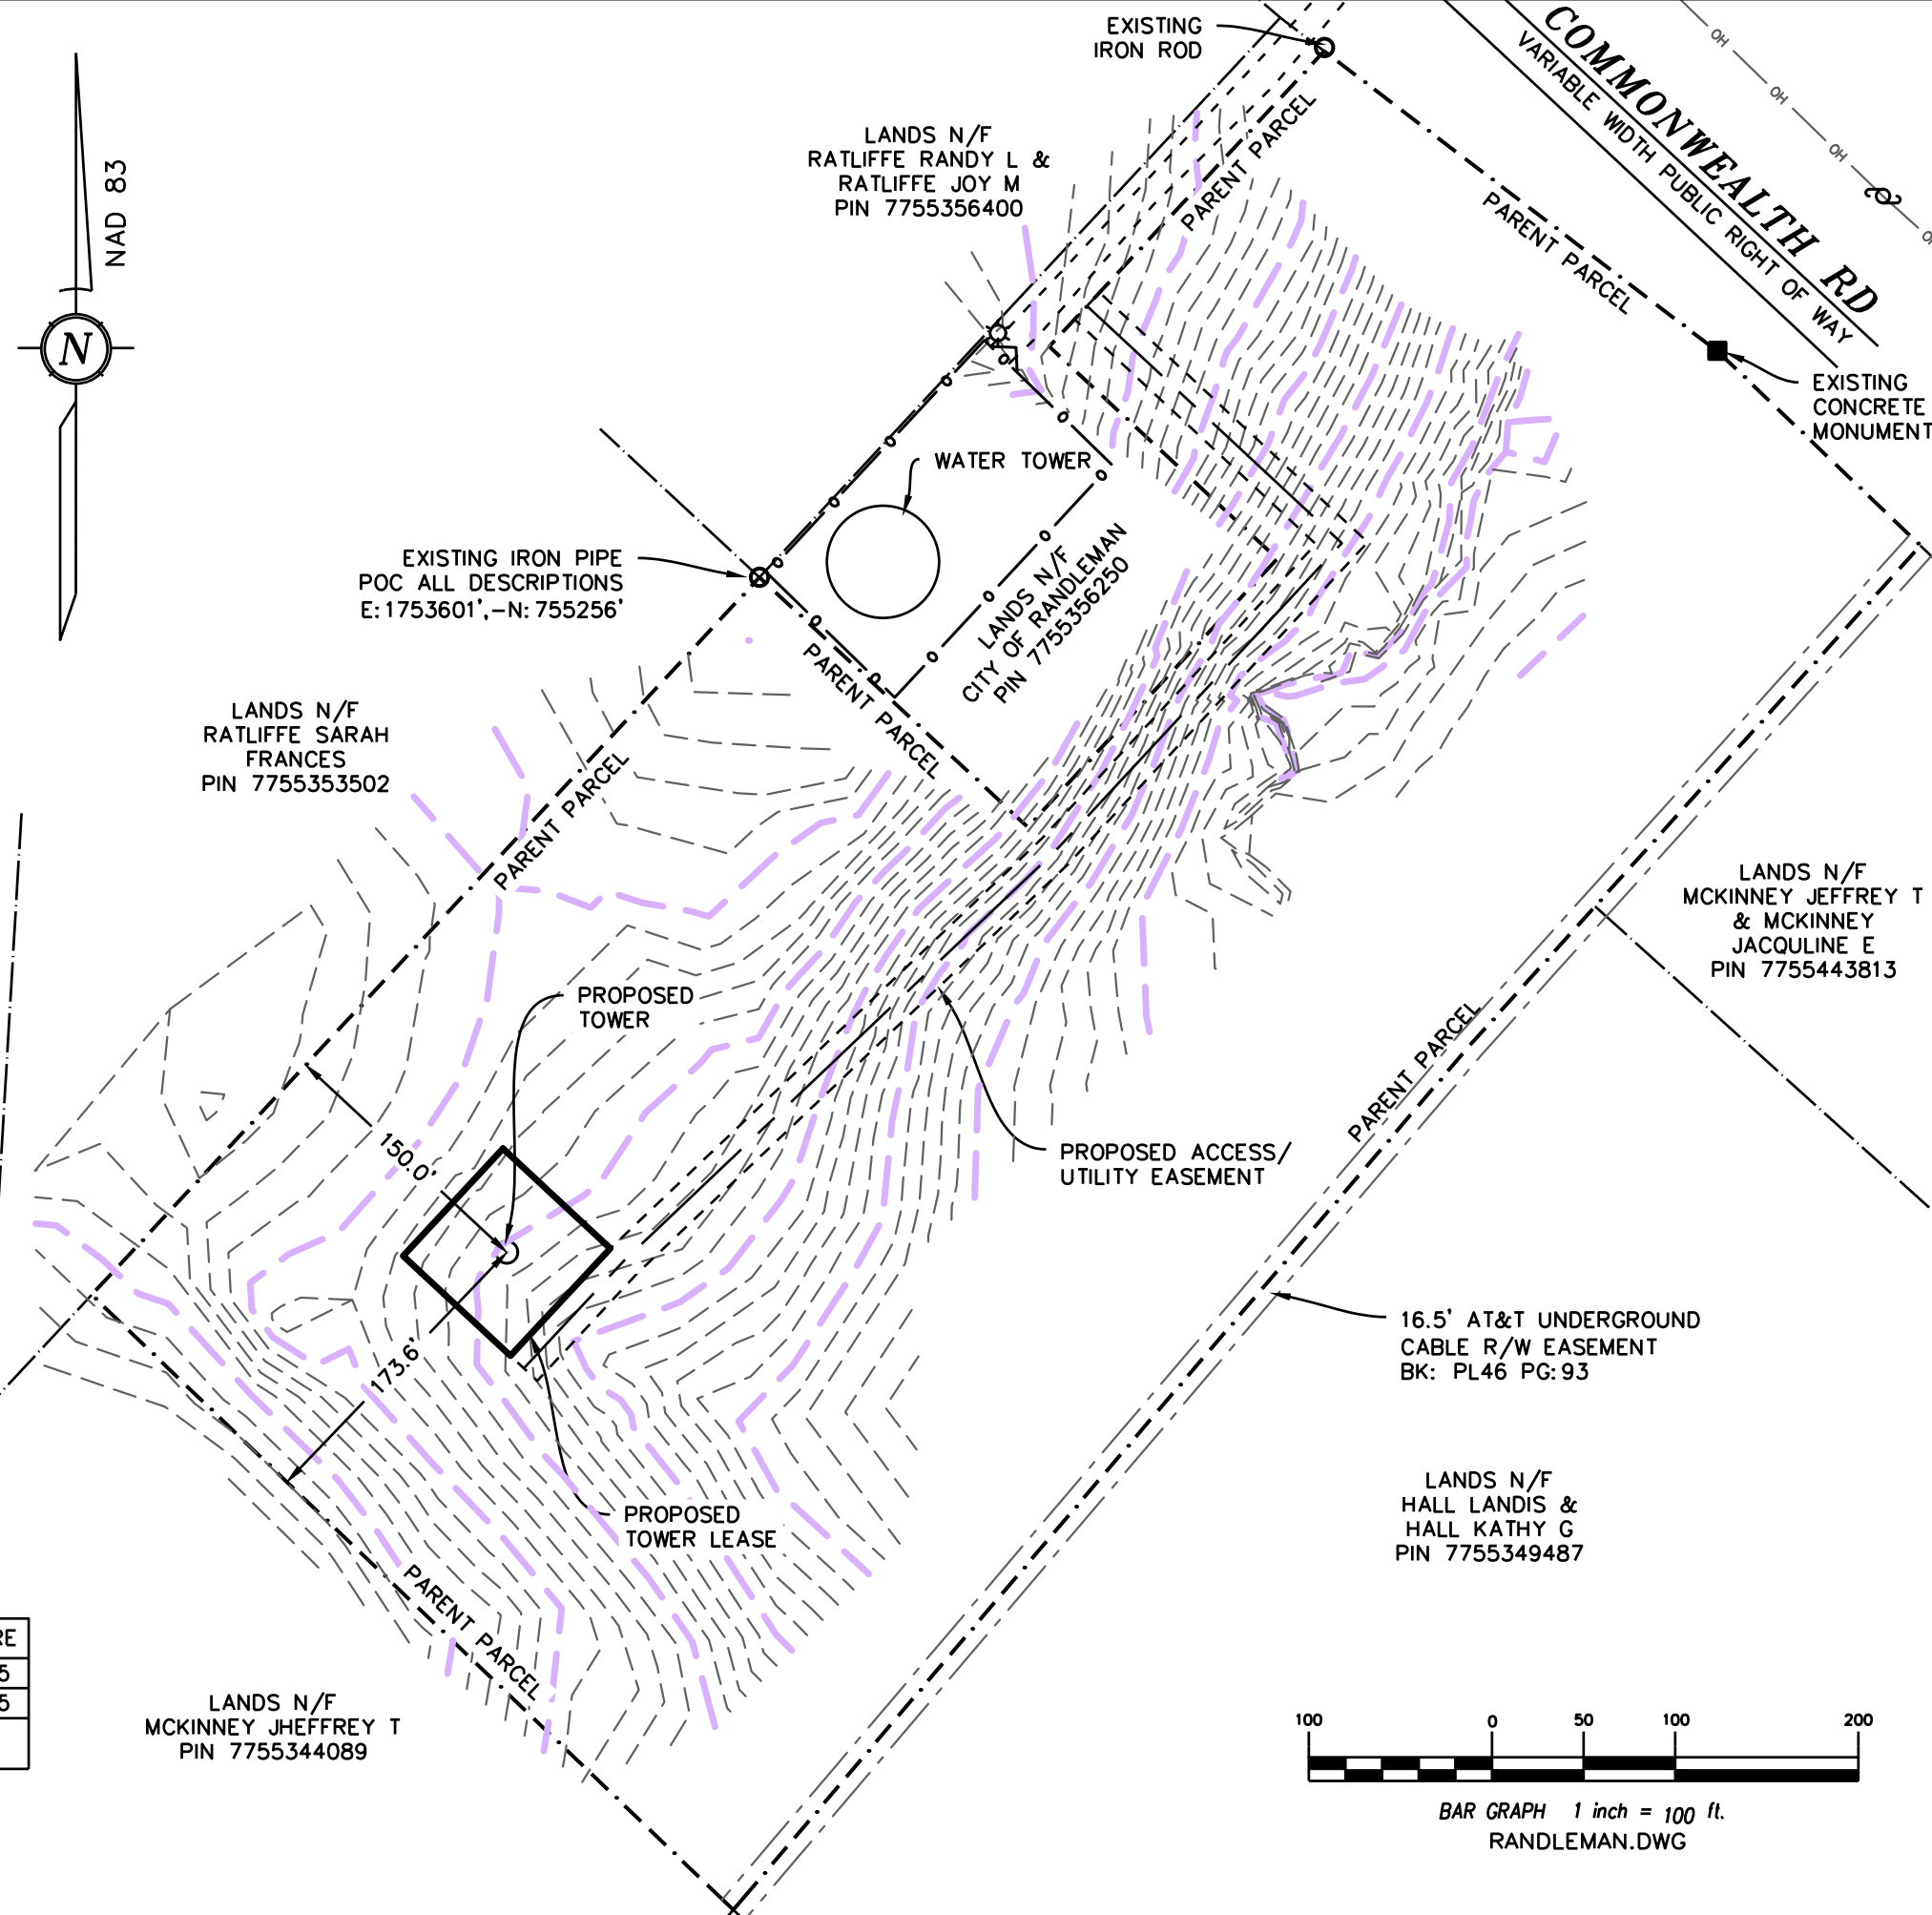 EXISTING
IRON ROD
COMMONWEALTH RD
VARIABLE WIDTH PUBLIC RIGHT OF WAY
OH
OH
OH
NAD 83
N
LANDS N/F
RATLIFFE RANDY L &
RATLIFFE JOY M
PIN 7755356400
PARENT PARCEL
PARENT PARCEL
EXISTING
CONCRETE
MONUMENT
WATER TOWER
EXISTING IRON PIPE
POC ALL DESCRIPTIONS
E:1753601',-N:755256'
LANDS N/F
CITY OF RANDLEMAN
PIN 7755356250
PARENT PARCEL
LANDS N/F
RATLIFFE SARAH
FRANCES
PIN 7755353502
PARENT PARCEL
LANDS N/F
MCKINNEY JEFFREY T
& MCKINNEY
JACQULINE E
PIN 7755443813
PROPOSED
TOWER
PARENT PARCEL
150.0'
PROPOSED ACCESS/
UTILITY EASEMENT
173.6'
16.5' AT&T UNDERGROUND
CABLE R/W EASEMENT
BK: PL46 PG:93
PROPOSED
TOWER LEASE
LANDS N/F
HALL LANDIS &
HALL KATHY G
PIN 7755349487
PARENT PARCEL
RE
5
5
LANDS N/F
MCKINNEY JHEFFREY T
PIN 7755344089
100 0 50 100 200
BAR GRAPH 1 inch = 100 ft.
RANDLEMAN.DWG